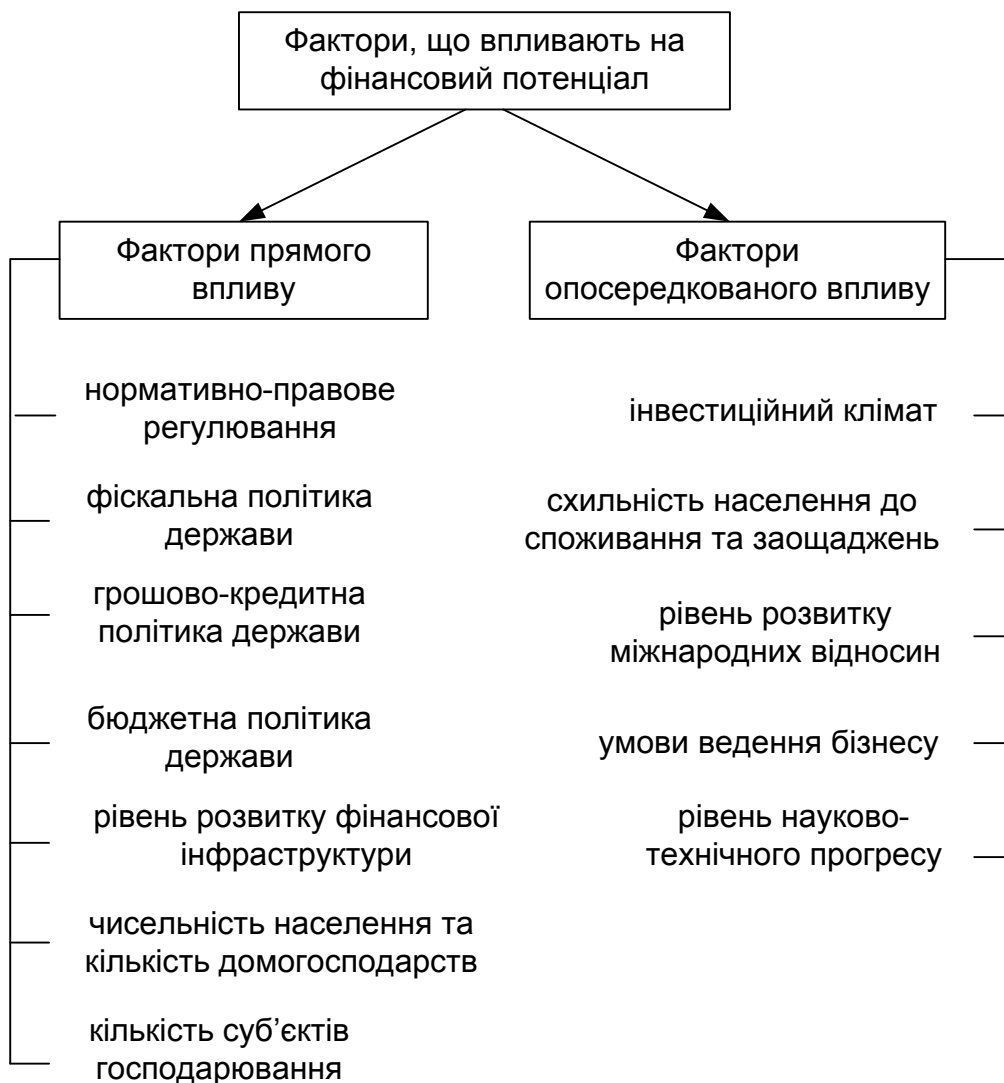 Фактори, що впливають на
фінансовий потенціал
Фактори прямого
впливу
нормативно-правове
регулювання
фіскальна політика
держави
грошово-кредитна
політика держави
бюджетна політика
держави
рівень розвитку фінансової
інфраструктури
чисельність населення та
кількість домогосподарств
кількість суб’єктів
господарювання
Фактори
опосередкованого впливу
інвестиційний клімат
схильність населення до
споживання та заощаджень
рівень розвитку
міжнародних відносин
умови ведення бізнесу
рівень науково-
технічного прогресу